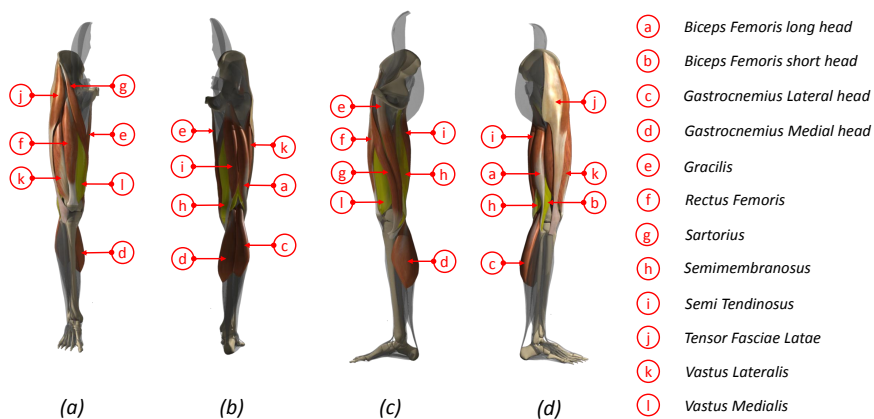 a Biceps Femoris long head
b Biceps Femoris short head
c Gastrocnemius Lateral head
d Gastrocnemius Medial head
e Gracilis
f Rectus Femoris
g Sartorius
h Semimembranosus
i Semi Tendinosus
j Tensor Fasciae Latae
k Vastus Lateralis
l Vastus Medialis
j
g
e
f
k
l
d
(a)
e
k
i
a
h
c
d
(b)
e
i
f
g
h
l
d
(c)
j
i
a
k
h
b
c
(d)